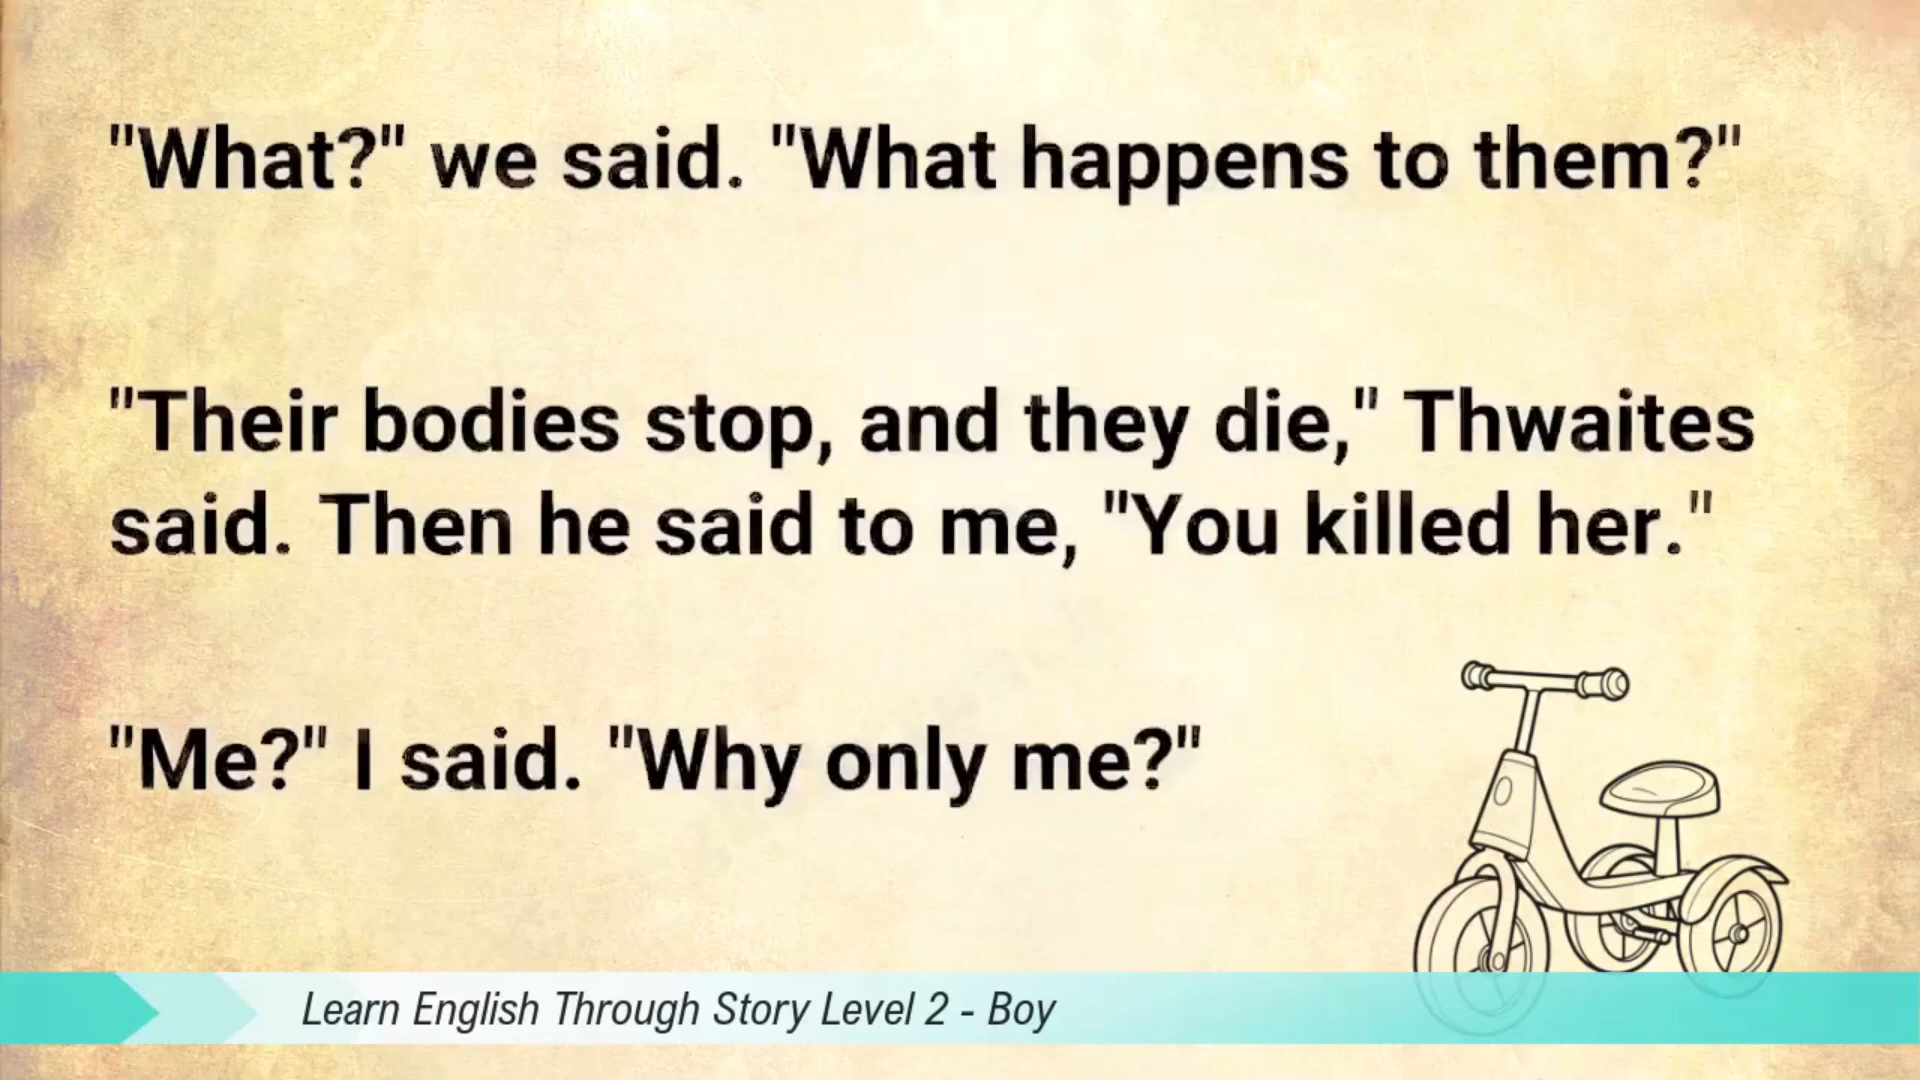 "What?" we said. "What happens to them?"
"Their bodies stop, and they die," Thwaites
said. Then he said to me, "You killed her."
"Me?" I said. "Why only me?"
Learn English Through Story Level 2 - Boy